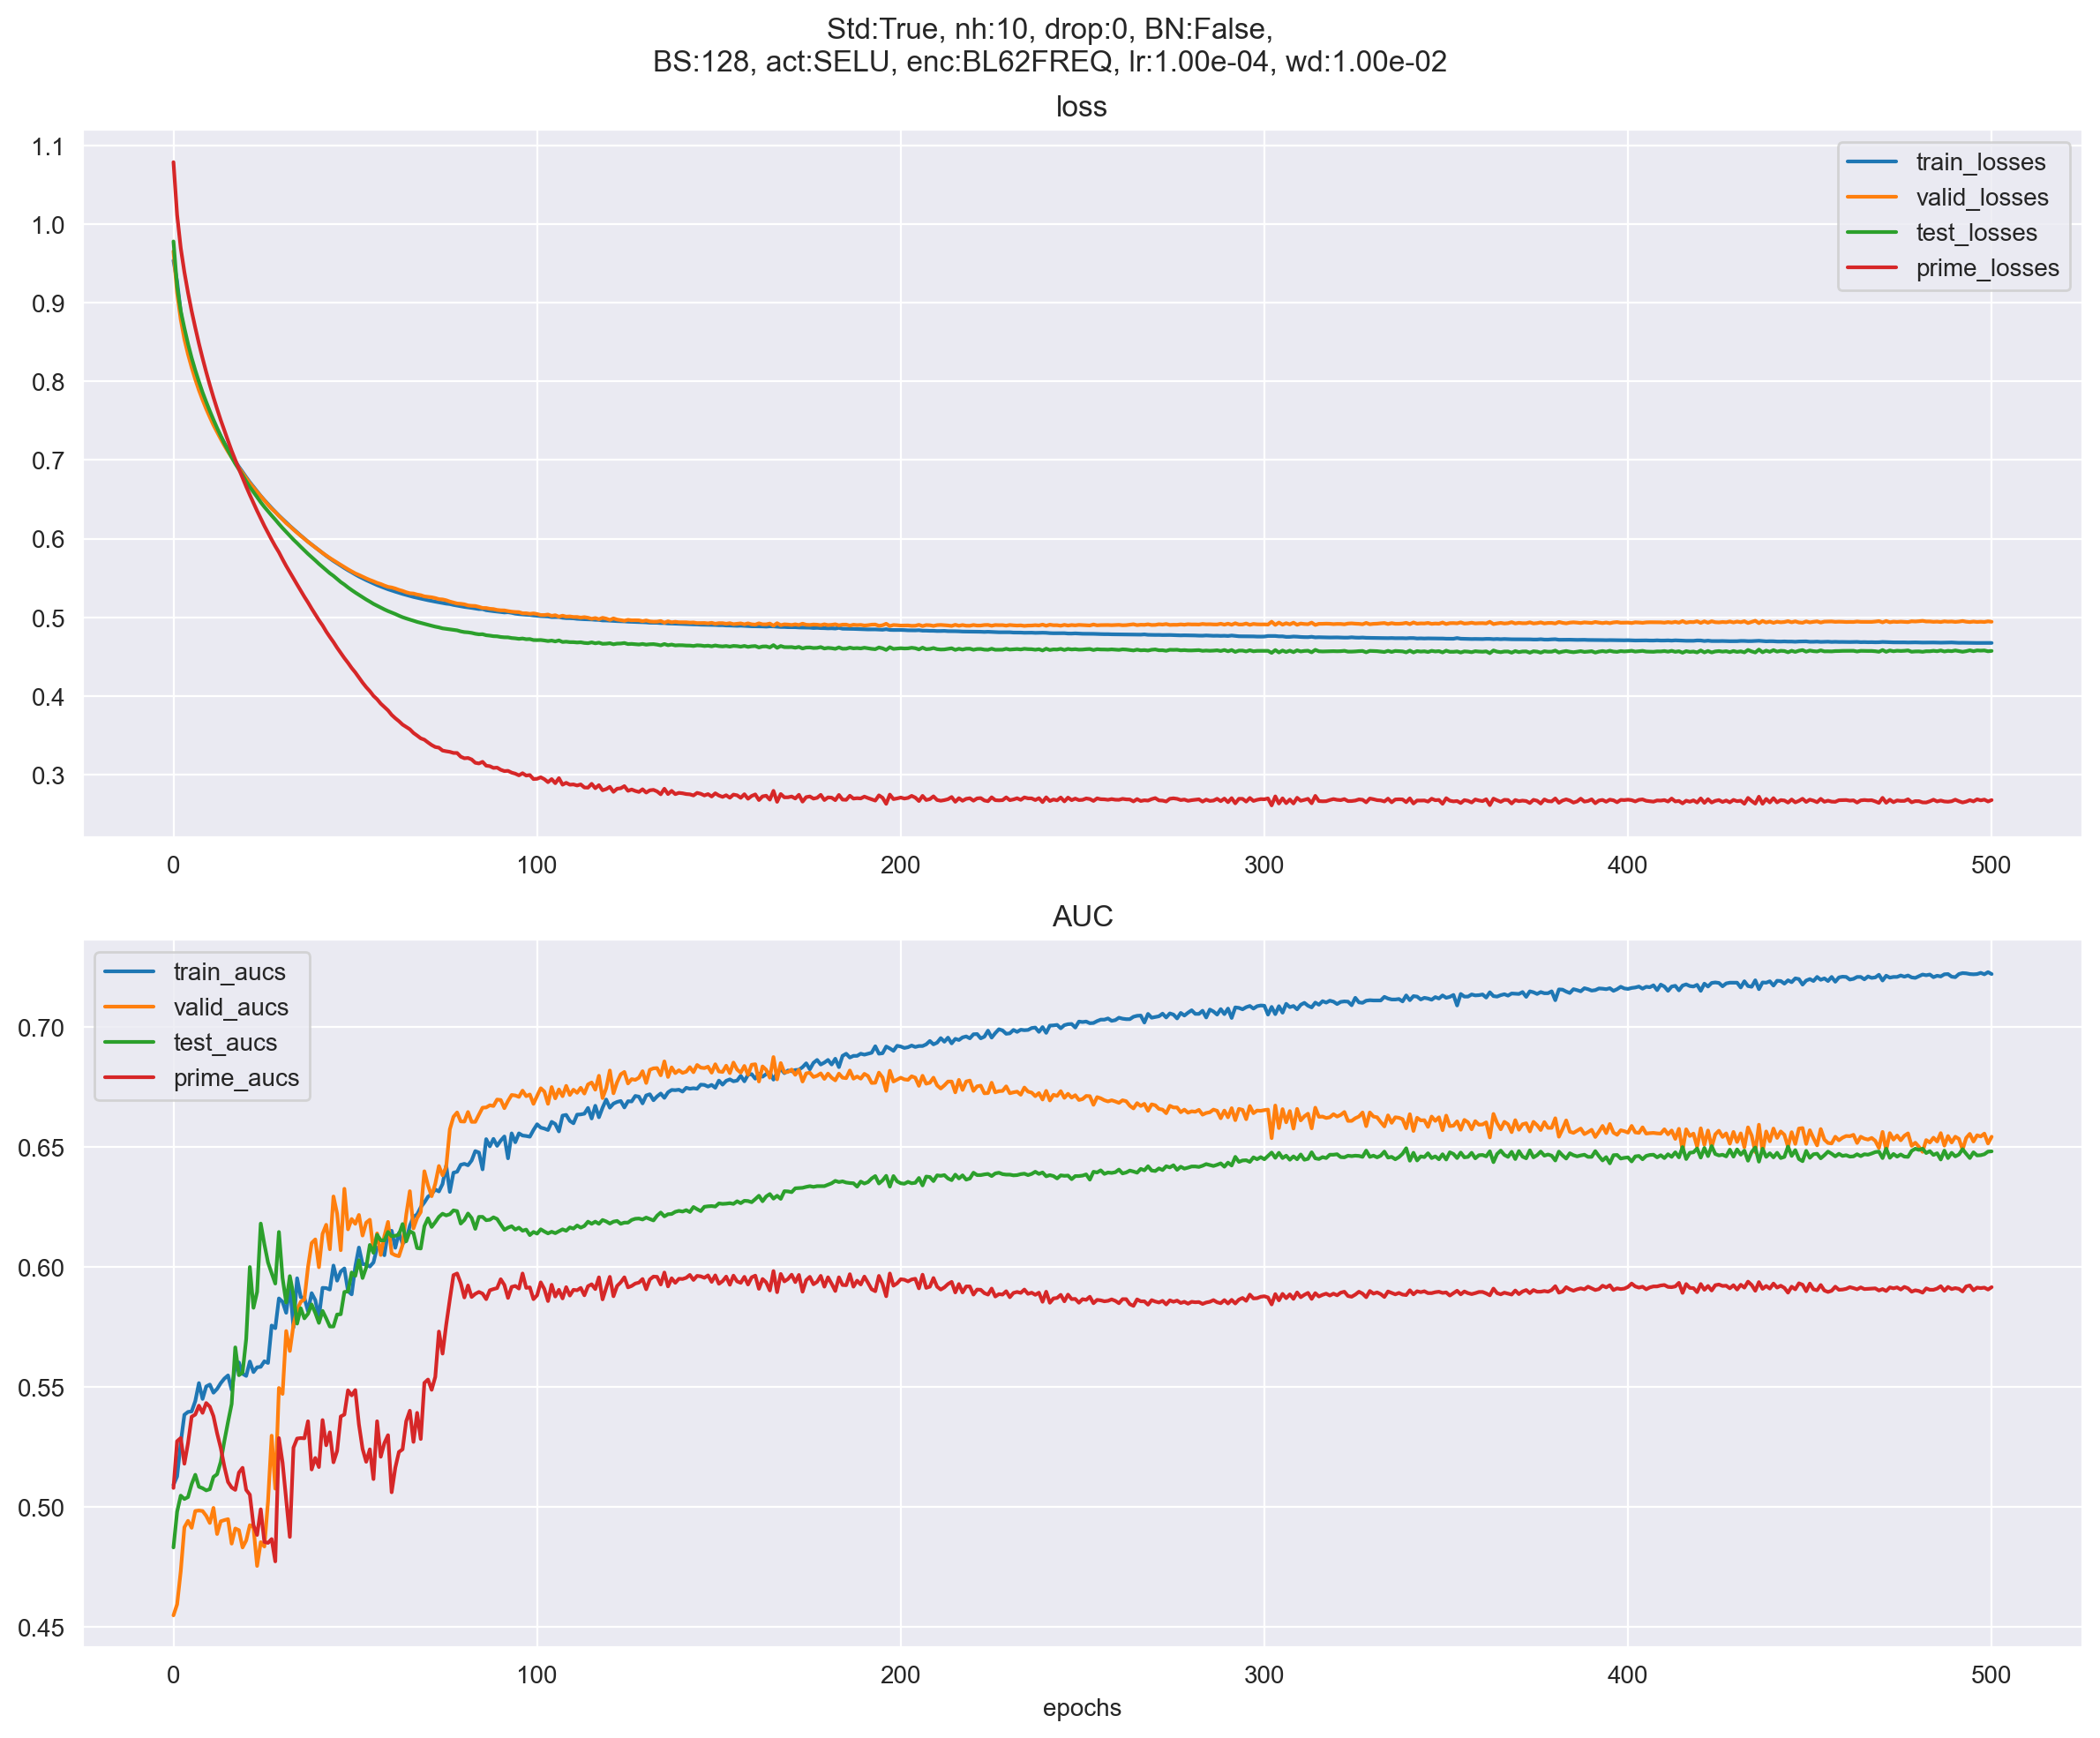 Std:True, nh:10, drop:0, BN:False,
BS:128, act:SELU, enc:BL62FREQ, lr:1.00e-04, wd:1.00e-02
loss
1.1
1.0
0.9
0.8
0.7
0.6
0.5
0.4
0.3
train_losses
valid_losses
test_losses
prime_losses
0 100 200 300 400 500
AUC
train_aucs
valid_aucs
test_aucs
prime_aucs
0.70
0.65
0.60
0.55
0.50
0.45
0 100 200 300 400 500
epochs